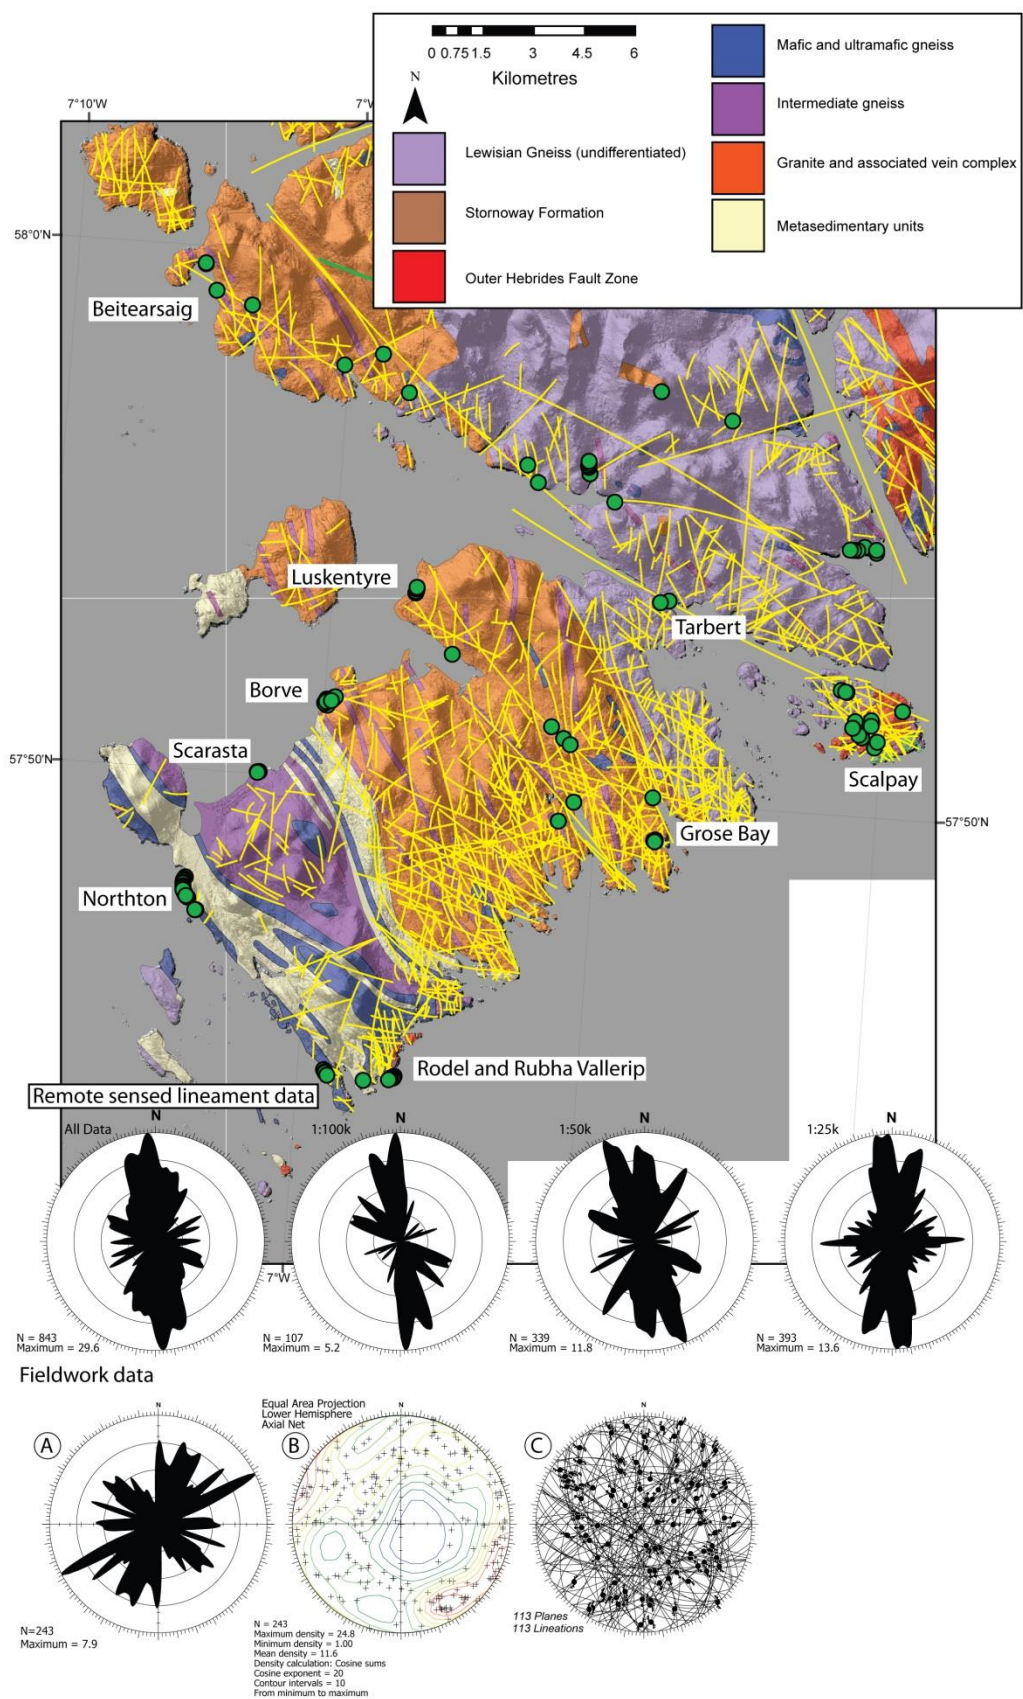 0 0.75 1.5 3 4.5 6
Kilometres
N
Lewisian Gneiss (undifferentiated)
Stornoway Formation
Outer Hebrides Fault Zone
Mafic and ultramafic gneiss
Intermediate gneiss
Granite and associated vein complex
Metasedimentary units
7°10'W
7°W
58°0'N
Beitearsaig
Luskentyre
Tarbert
Borve
Scarasta
57°50'N
Scalpay
57°50'N
Grose Bay
Northton
Rodel and Rubha Vallerip
Remote sensed lineament data
All Data
N
1:100k
N
1:50k
N
1:25k
N
7°W
N = 843
Maximum = 29.6
N = 107
Maximum = 5.2
N = 339
Maximum = 11.8
N = 393
Maximum = 13.6
Fieldwork data
A
N
N=243
Maximum = 7.9
Equal Area Projection
Lower Hemisphere
Axial Net
B
N
N = 243
Maximum density = 24.8
Minimum density = 1.00
Mean density = 11.6
Density calculation: Cosine sums
Cosine exponent = 20
Contour intervals = 10
From minimum to maximum
C
N
113 Planes
113 Lineations